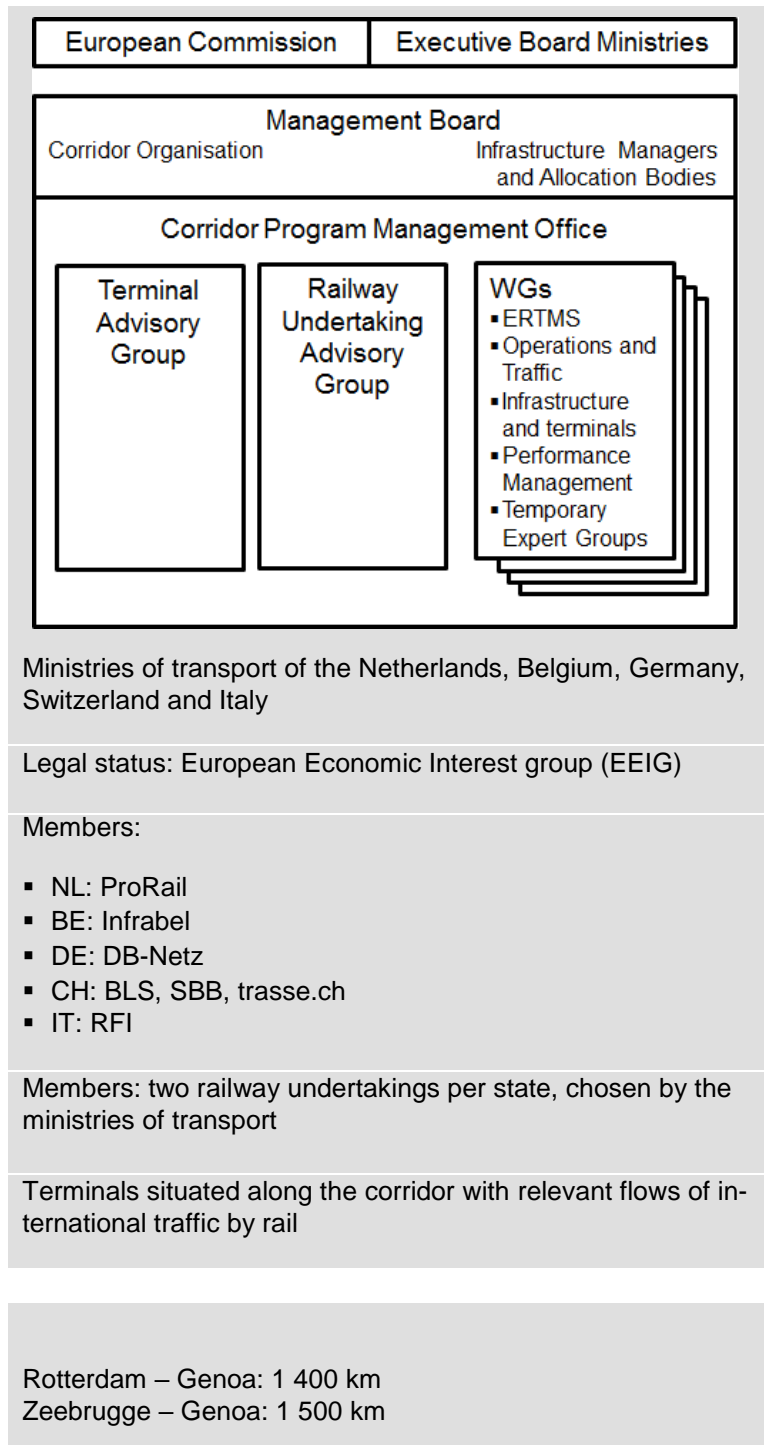 European Commission
Executive Board Ministries
Management Board
Corridor Organisation
Infrastructure Managers
and Allocation Bodies
Corridor Program Management Office
Terminal
Advisory
Group
Railway
Undertaking
Advisory
Group
WGs
▪ERTMS
▪Operations and
Traffic
▪Infrastructure
and terminals
▪Performance
Management
▪Temporary
Expert Groups
Ministries of transport of the Netherlands, Belgium, Germany,
Switzerland and Italy
Legal status: European Economic Interest group (EEIG)
Members:
▪ NL: ProRail
▪ BE: Infrabel
▪ DE: DB-Netz
▪ CH: BLS, SBB, trasse.ch
▪ IT: RFI
Members: two railway undertakings per state, chosen by the
ministries of transport
Terminals situated along the corridor with relevant flows of in-
ternational traffic by rail
Rotterdam – Genoa: 1 400 km
Zeebrugge – Genoa: 1 500 km